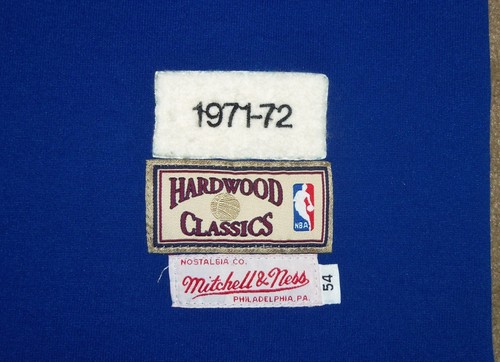 1971-72
HARDWOOD
CLASSICS
NBA
NOSTALGIA CO.
Mitchell & Ness
PHILADELPHIA, PA.
54